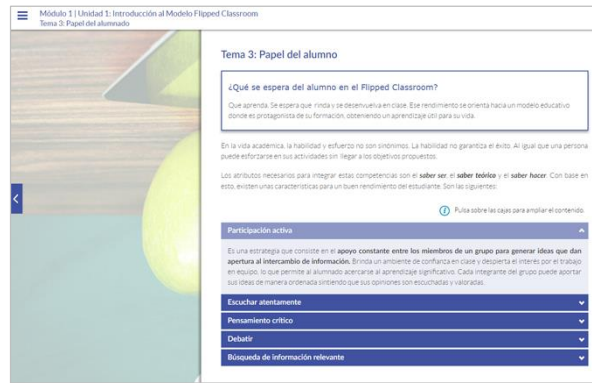 Módulo 1 | Unidad 1: Introducción al Modelo Flipped Classroom
Tema 3: Papel del alumnado
Tema 3: Papel del alumno
¿Qué se espera del alumno en el Flipped Classroom?
Que aprenda. Se espera que rinda y se desenvuelva en clase. Ese rendimiento se orienta hacia un modelo educativo
donde es protagonista de su formación, obteniendo un aprendizaje útil para su vida.
En la vida académica, la habilidad y esfuerzo no son sinónimos. La habilidad no garantiza el éxito. Al igual que una persona
puede esforzarse en sus actividades sin llegar a los objetivos propuestos.
Los atributos necesarios para integrar estas competencias son el saber ser, el saber teórico y el saber hacer. Con base en
esto, existen unas características para un buen rendimiento del estudiante. Son las siguientes:
Pulsa sobre las cajas para ampliar el contenido
Participación activa
Es una estrategia que consiste en el apoyo constante entre los miembros de un grupo para generar ideas que dan
apertura al intercambio de información. Brinda un ambiente de confianza en clase y despierta el interés por el trabajo
en equipo, lo que permite al alumnado acercarse al aprendizaje significativo. Cada integrante del grupo puede aportar
sus ideas de manera ordenada sintiendo que sus opiniones son escuchadas y valoradas.
Escuchar atentamente
Pensamiento crítico
Debatir
Búsqueda de información relevante